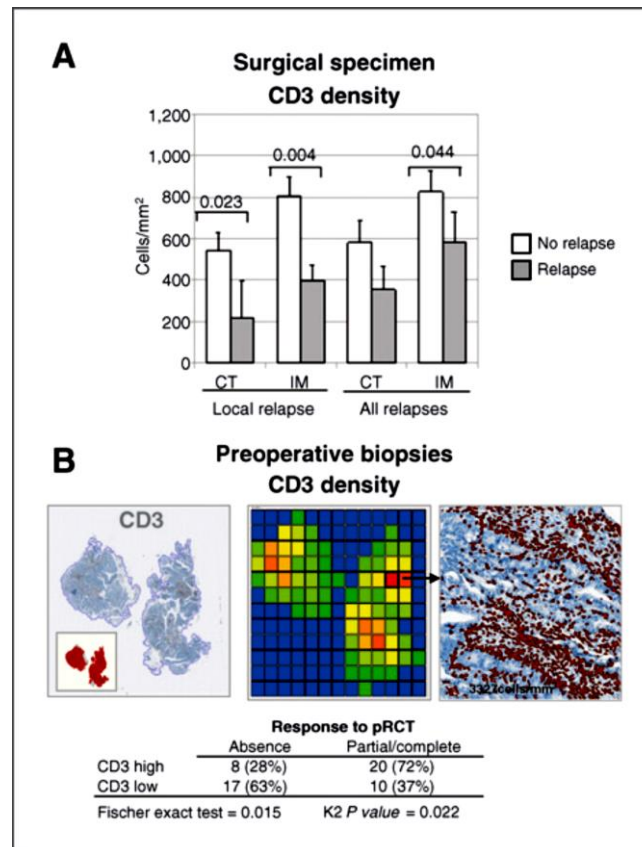 A
Surgical specimen
CD3 density
1,200
1,000
800
600
400
200
0
Cells/mm²
0.023
0.004
0.044
No relapse
Relapse
CT IM CT IM
Local relapse All relapses
B
Preoperative biopsies
CD3 density
CD3
3327cells/mm²
Response to pRCT
Absence Partial/complete
CD3 high 8 (28%) 20 (72%)
CD3 low 17 (63%) 10 (37%)
Fischer exact test = 0.015 K2 P value = 0.022